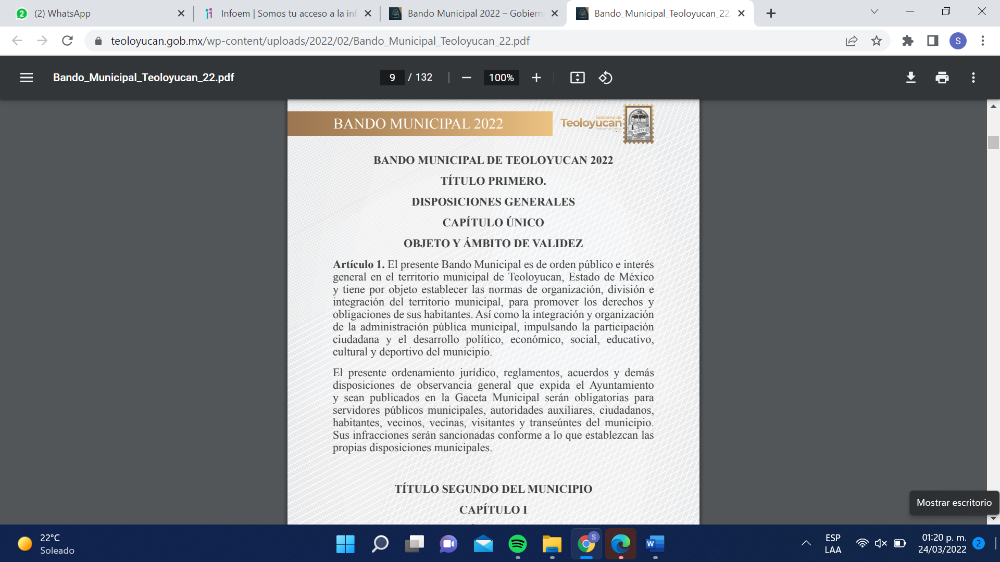 (2) WhatsApp
Infoem | Somos tu acceso a la inf
Bando Municipal 2022 – Gobierno
Bando_Municipal_Teoloyucan_22.
teoloyucan.gob.mx/wp-content/uploads/2022/02/Bando_Municipal_Teoloyucan_22.pdf
S
Bando_Municipal_Teoloyucan_22.pdf
9 / 132
100%
BANDO MUNICIPAL 2022
Gobierno de
Teoloyucan
BANDO MUNICIPAL DE TEOLOYUCAN 2022
TÍTULO PRIMERO.
DISPOSICIONES GENERALES
CAPÍTULO ÚNICO
OBJETO Y ÁMBITO DE VALIDEZ
Artículo 1. El presente Bando Municipal es de orden público e interés
general en el territorio municipal de Teoloyucan, Estado de México
y tiene por objeto establecer las normas de organización, división e
integración del territorio municipal, para promover los derechos y
obligaciones de sus habitantes. Así como la integración y organización
de la administración pública municipal, impulsando la participación
ciudadana y el desarrollo político, económico, social, educativo,
cultural y deportivo del municipio.
El presente ordenamiento jurídico, reglamentos, acuerdos y demás
disposiciones de observancia general que expida el Ayuntamiento
y sean publicados en la Gaceta Municipal serán obligatorias para
servidores públicos municipales, autoridades auxiliares, ciudadanos,
habitantes, vecinos, vecinas, visitantes y transeúntes del municipio.
Sus infracciones serán sancionadas conforme a lo que establezcan las
propias disposiciones municipales.
TÍTULO SEGUNDO DEL MUNICIPIO
CAPÍTULO I
Mostrar escritorio
22°C
Soleado
ESP
LAA
01:20 p. m.
24/03/2022
2